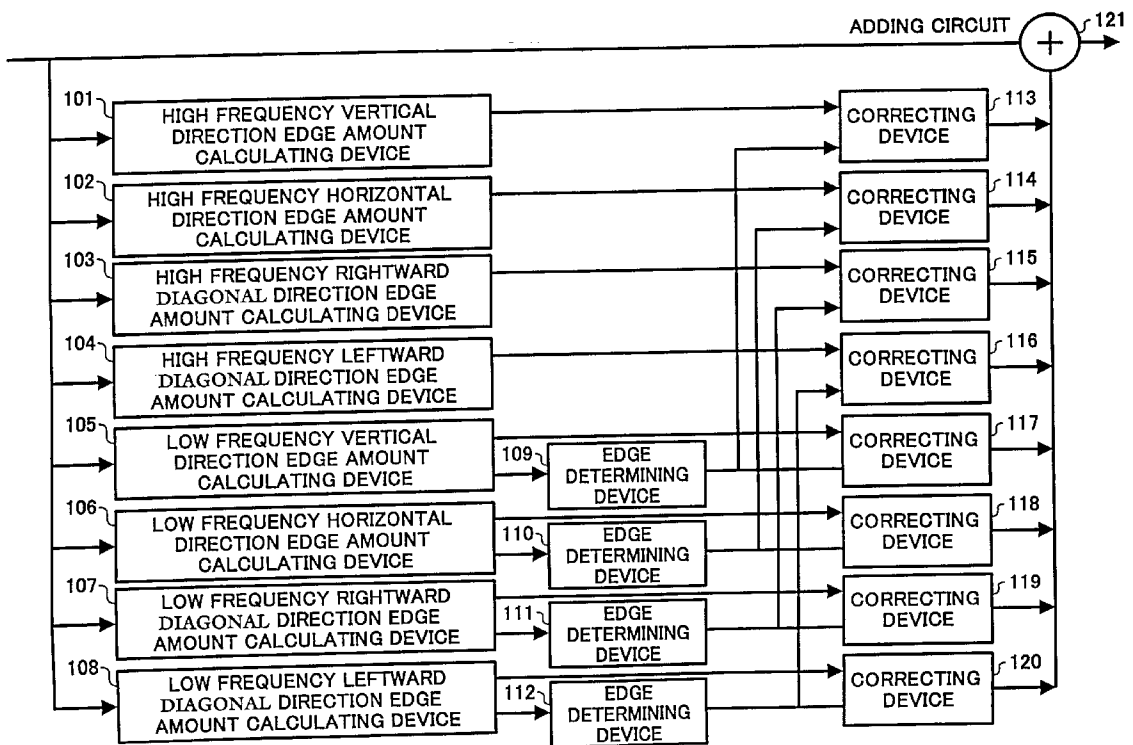 ADDING CIRCUIT
+
121
101
HIGH FREQUENCY VERTICAL
DIRECTION EDGE AMOUNT
CALCULATING DEVICE
CORRECTING
DEVICE
113
102
HIGH FREQUENCY HORIZONTAL
DIRECTION EDGE AMOUNT
CALCULATING DEVICE
CORRECTING
DEVICE
114
103
HIGH FREQUENCY RIGHTWARD
DIAGONAL DIRECTION EDGE
AMOUNT CALCULATING DEVICE
CORRECTING
DEVICE
115
104
HIGH FREQUENCY LEFTWARD
DIAGONAL DIRECTION EDGE
AMOUNT CALCULATING DEVICE
CORRECTING
DEVICE
116
105
LOW FREQUENCY VERTICAL
DIRECTION EDGE AMOUNT
CALCULATING DEVICE
109
EDGE
DETERMINING
DEVICE
CORRECTING
DEVICE
117
106
LOW FREQUENCY HORIZONTAL
DIRECTION EDGE AMOUNT
CALCULATING DEVICE
110
EDGE
DETERMINING
DEVICE
CORRECTING
DEVICE
118
107
LOW FREQUENCY RIGHTWARD
DIAGONAL DIRECTION EDGE
AMOUNT CALCULATING DEVICE
111
EDGE
DETERMINING
DEVICE
CORRECTING
DEVICE
119
108
LOW FREQUENCY LEFTWARD
DIAGONAL DIRECTION EDGE
AMOUNT CALCULATING DEVICE
112
EDGE
DETERMINING
DEVICE
CORRECTING
DEVICE
120